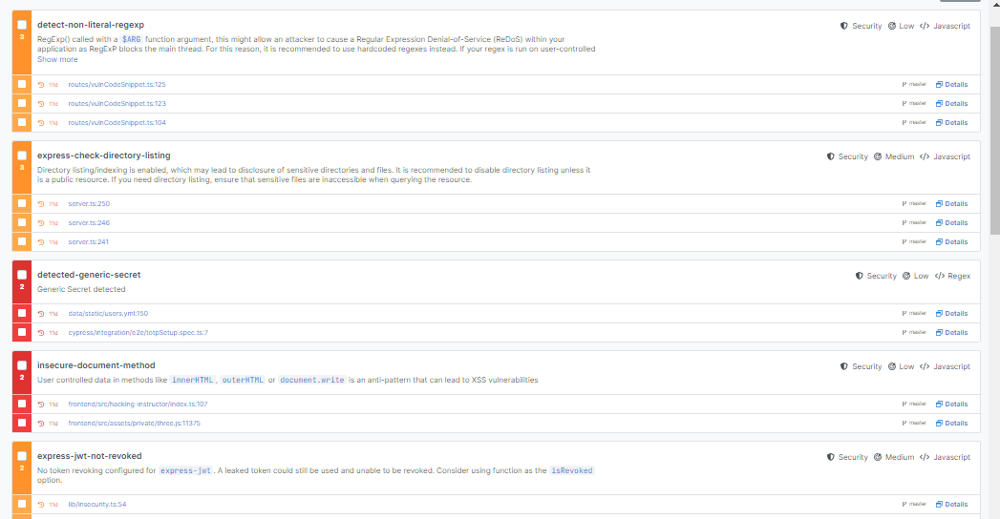 detect-non-literal-regexp
Security Low Javascript
3
RegExp() called with a $ARG function argument, this might allow an attacker to cause a Regular Expression Denial-of-Service (ReDoS) within your
application as RegExP blocks the main thread. For this reason, it is recommended to use hardcoded regexes instead. If your regex is run on user-controlled
Show more
11d routes/vulnCodeSnippet.ts:125 master Details
11d routes/vulnCodeSnippet.ts:123 master Details
11d routes/vulnCodeSnippet.ts:104 master Details
express-check-directory-listing
Security Medium Javascript
3
Directory listing/indexing is enabled, which may lead to disclosure of sensitive directories and files. It is recommended to disable directory listing unless it
is a public resource. If you need directory listing, ensure that sensitive files are inaccessible when querying the resource.
11d server.ts:250 master Details
11d server.ts:246 master Details
11d server.ts:241 master Details
detected-generic-secret
Security Low Regex
2
Generic Secret detected
11d data/static/users.yml:150 master Details
11d cypress/integration/e2e/totpSetup.spec.ts:7 master Details
insecure-document-method
Security Low Javascript
2
User controlled data in methods like innerHTML, outerHTML or document.write is an anti-pattern that can lead to XSS vulnerabilities
11d frontend/src/hacking-instructor/index.ts:107 master Details
11d frontend/src/assets/private/three.js:11375 master Details
express-jwt-not-revoked
Security Medium Javascript
2
No token revoking configured for express-jwt. A leaked token could still be used and unable to be revoked. Consider using function as the isRevoked
option.
11d lib/insecurity.ts:54 master Details